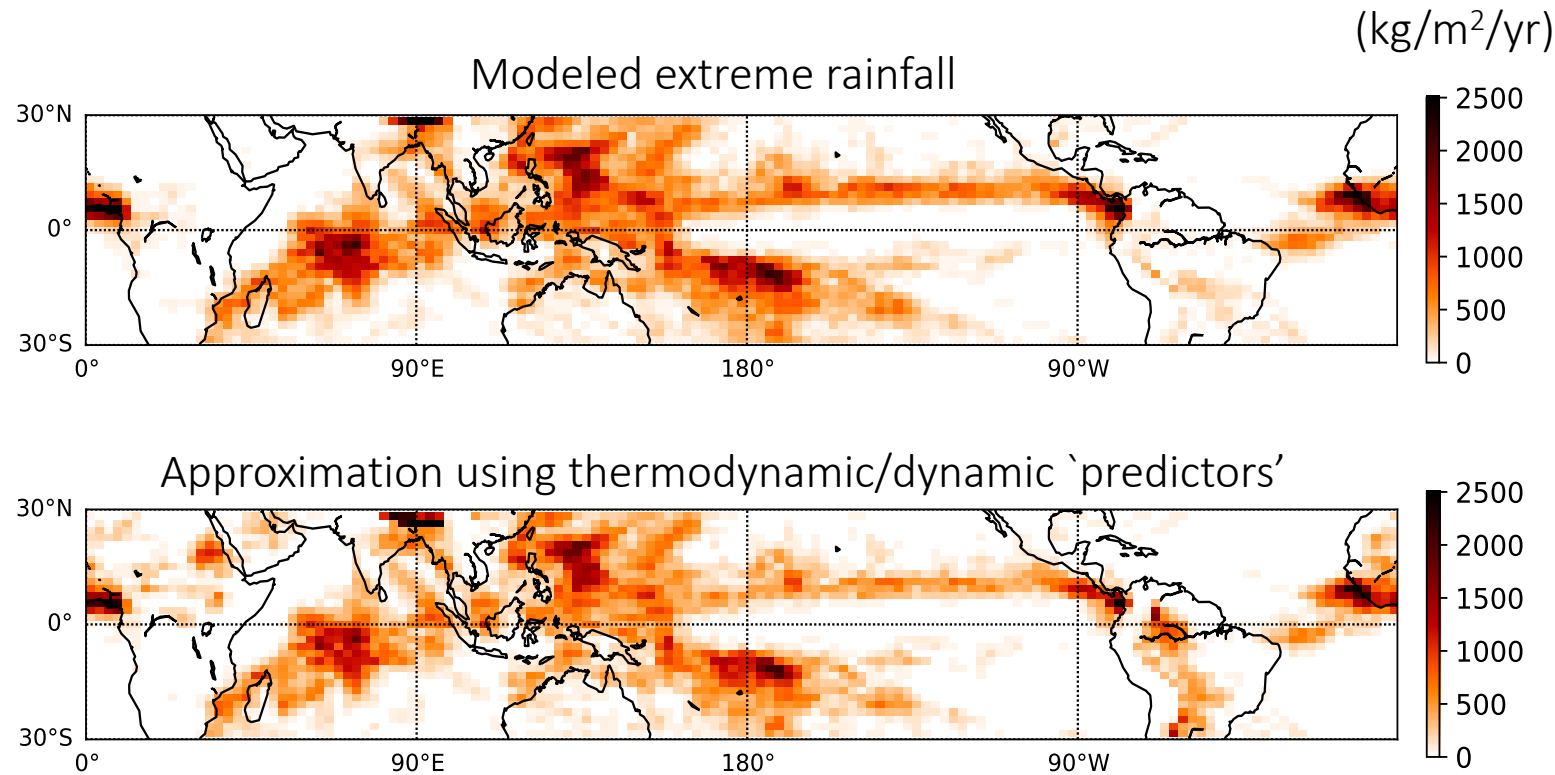 (kg/m²/yr)
Modeled extreme rainfall
30°N
0°
30°S
0°
90°E
180°
90°W
2500
2000
1500
1000
500
0
Approximation using thermodynamic/dynamic `predictors’
30°N
0°
30°S
0°
90°E
180°
90°W
2500
2000
1500
1000
500
0